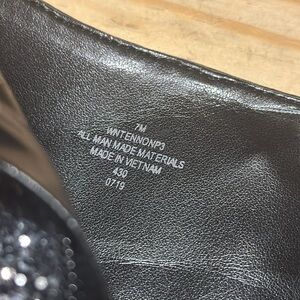 7M
WNTENNONP3
ALL MAN MADE MATERIALS
MADE IN VIETNAM
430
0719